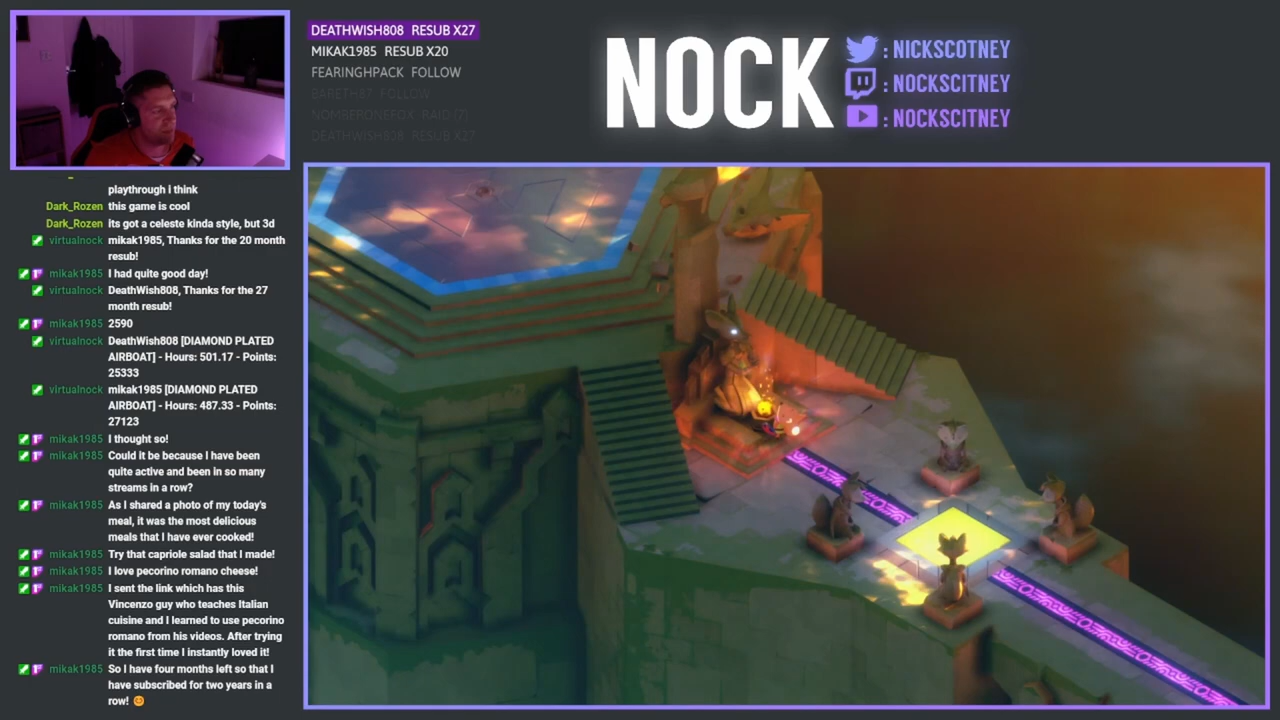 DEATHWISH808 RESUB X27
MIKAK1985 RESUB X20
FEARINGHPACK FOLLOW
BARETH87 FOLLOW
NOMBERONEFOX RAID (7)
DEATHWISH808 RESUB X27
NOCK
: NICKSCOTNEY
: NOCKSCITNEY
: NOCKSCITNEY
playthrough i think
Dark_Rozen this game is cool
Dark_Rozen its got a celeste kinda style, but 3d
virtualnock mikak1985, Thanks for the 20 month
resub!
mikak1985 I had quite good day!
virtualnock DeathWish808, Thanks for the 27
month resub!
mikak1985 2590
virtualnock DeathWish808 [DIAMOND PLATED
AIRBOAT] - Hours: 501.17 - Points:
25333
virtualnock mikak1985 [DIAMOND PLATED
AIRBOAT] - Hours: 487.33 - Points:
27123
mikak1985 I thought so!
mikak1985 Could it be because I have been
quite active and been in so many
streams in a row?
mikak1985 As I shared a photo of my today's
meal, it was the most delicious
meals that I have ever cooked!
mikak1985 Try that capriole salad that I made!
mikak1985 I love pecorino romano cheese!
mikak1985 I sent the link which has this
Vincenzo guy who teaches Italian
cuisine and I learned to use pecorino
romano from his videos. After trying
it the first time I instantly loved it!
mikak1985 So I have four months left so that I
have subscribed for two years in a
row! 😊